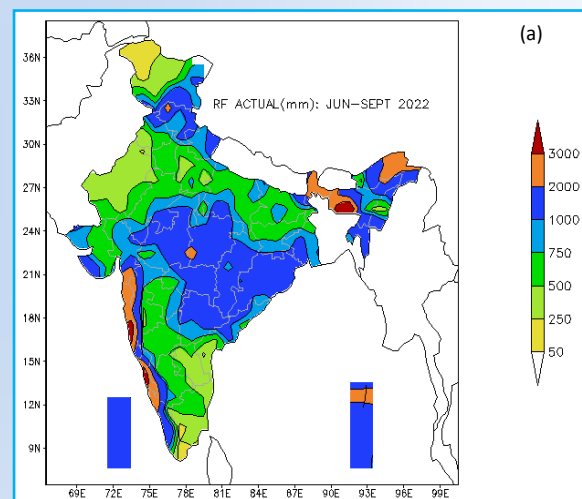 (a)
RF ACTUAL(mm): JUN-SEPT 2022
36N
33N
30N
27N
24N
21N
18N
15N
12N
9N
69E 72E 75E 78E 81E 84E 87E 90E 93E 96E 99E
3000
2000
1000
750
500
250
50